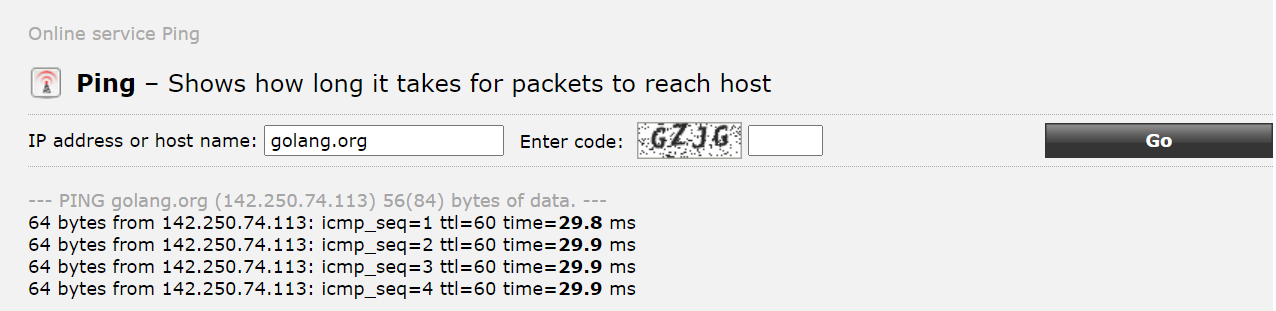 Online service Ping
Ping – Shows how long it takes for packets to reach host
IP address or host name: golang.org Enter code: GZJG Go
--- PING golang.org (142.250.74.113) 56(84) bytes of data. ---
64 bytes from 142.250.74.113: icmp_seq=1 ttl=60 time=29.8 ms
64 bytes from 142.250.74.113: icmp_seq=2 ttl=60 time=29.9 ms
64 bytes from 142.250.74.113: icmp_seq=3 ttl=60 time=29.9 ms
64 bytes from 142.250.74.113: icmp_seq=4 ttl=60 time=29.9 ms